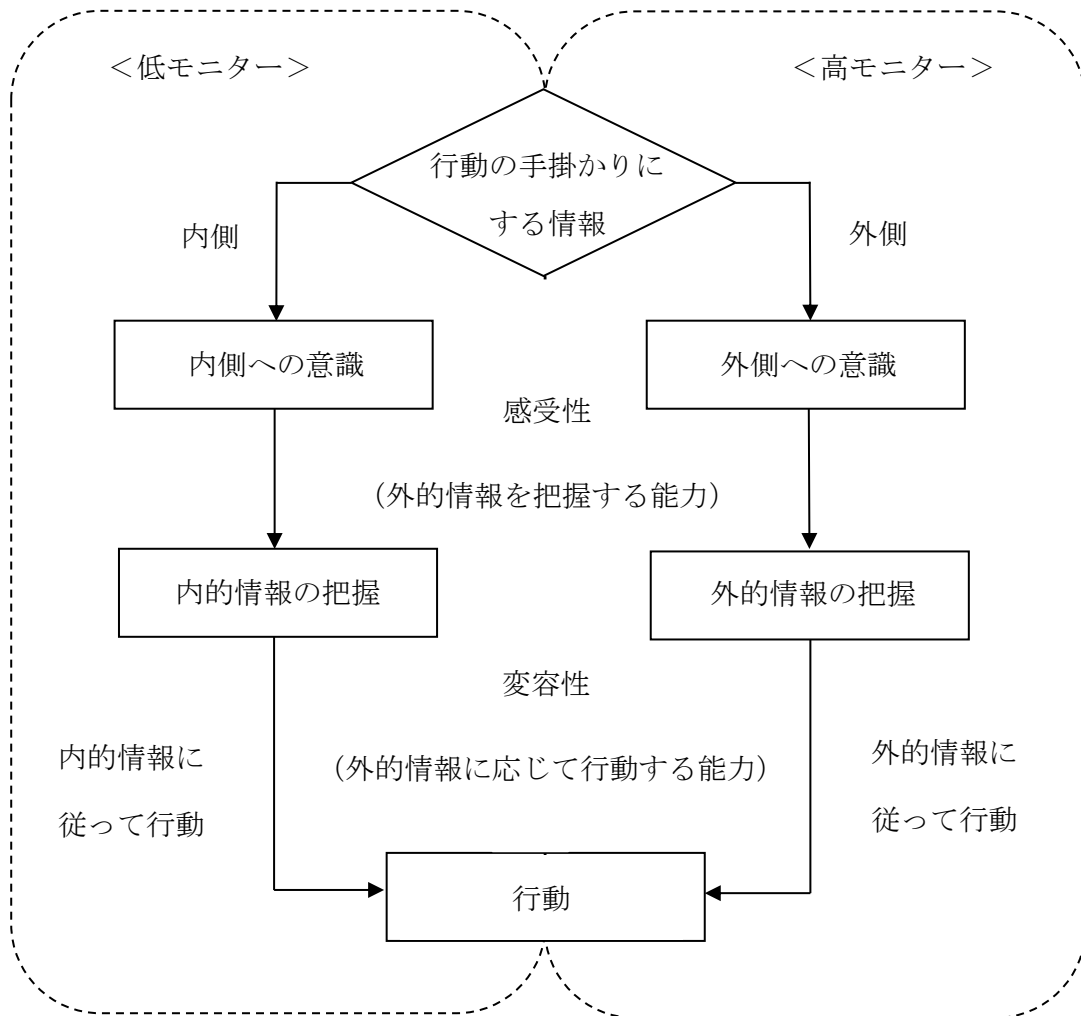 ＜低モニター＞
＜高モニター＞
行動の手掛かりに
する情報
内側
外側
内側への意識
外側への意識
感受性
（外的情報を把握する能力）
内的情報の把握
外的情報の把握
変容性
内的情報に
従って行動
（外的情報に応じて行動する能力）
外的情報に
従って行動
行動